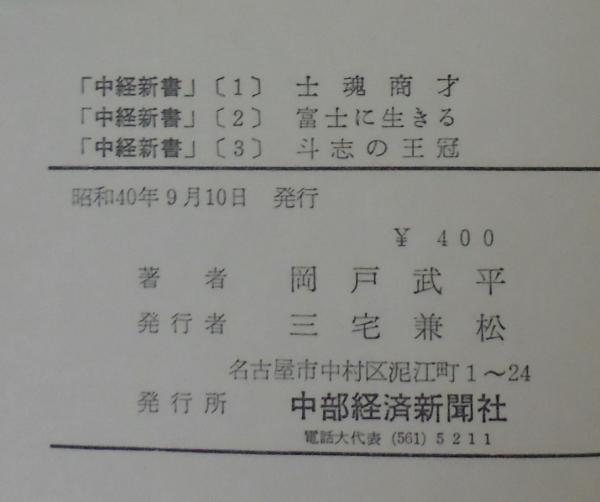 「中経新書」〔1〕 士魂商才
「中経新書」〔2〕 富士に生きる
「中経新書」〔3〕 斗志の王冠
昭和40年9月10日 発行
¥ 400
著者 岡戸武平
発行者 三宅兼松
名古屋市中村区泥江町1〜24
発行所 中部経済新聞社
電話大代表 (561) 5211